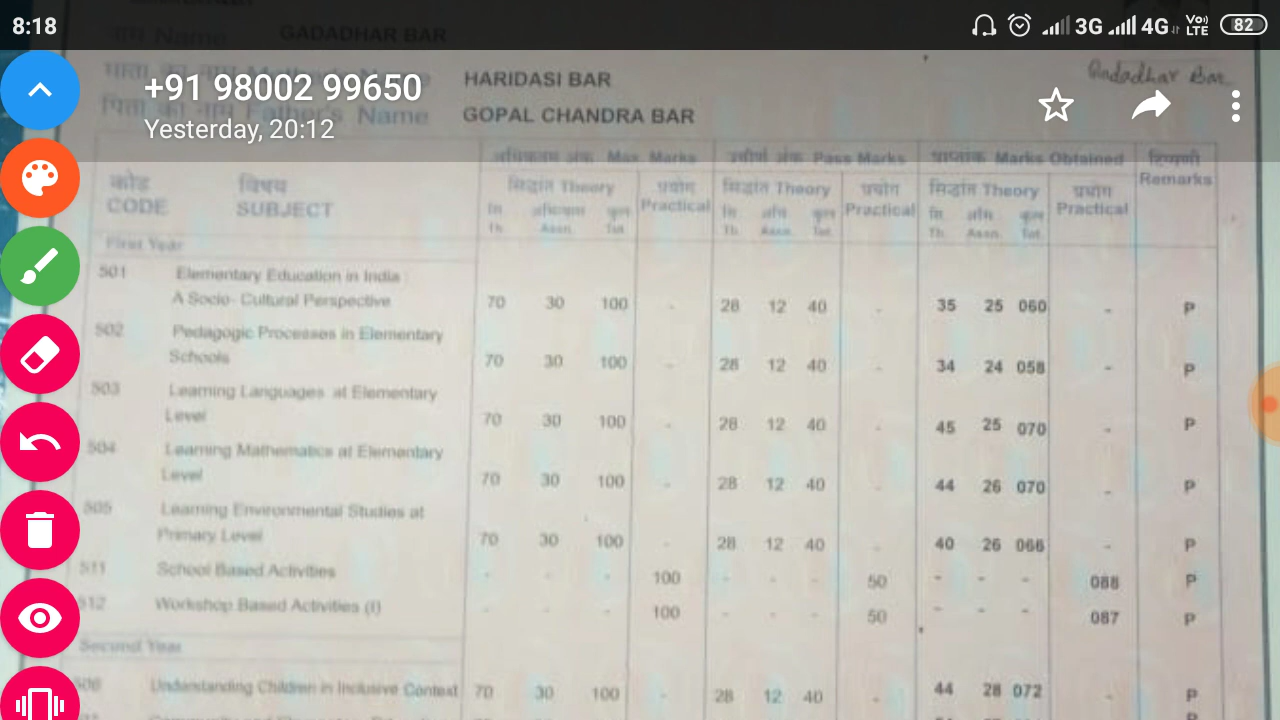 8:18
3G 4G VoLTE 82
नाम Name GADADHAR BAR
+91 98002 99650
Yesterday, 20:12
माता का नाम Mother's Name HARIDASI BAR
Gadadhar Bar
पिता का नाम Father's Name GOPAL CHANDRA BAR
कोड CODE विषय SUBJECT अधिकतम अंक Max. Marks उत्तीर्ण अंक Pass Marks प्राप्तांक Marks Obtained टिप्पणी Remarks
सिद्धांत Theory प्रयोग Practical सिद्धांत Theory प्रयोग Practical सिद्धांत Theory प्रयोग Practical
Th. Assn. Tot. Th. Assn. Tot. Th. Assn. Tot.
First Year
501 Elementary Education in India :
A Socio- Cultural Perspective 70 30 100 - 28 12 40 - 35 25 060 - P
502 Pedagogic Processes in Elementary
Schools 70 30 100 - 28 12 40 - 34 24 058 - P
503 Learning Languages at Elementary
Level 70 30 100 - 28 12 40 - 45 25 070 - P
504 Learning Mathematics at Elementary
Level 70 30 100 - 28 12 40 - 44 26 070 - P
505 Learning Environmental Studies at
Primary Level 70 30 100 - 28 12 40 - 40 26 066 - P
511 School Based Activities - - - 100 - - - 50 - - - 088 P
512 Workshop Based Activities (I) - - - 100 - - - 50 - - - 087 P
Second Year
506 Understanding Children in Inclusive Context 70 30 100 - 28 12 40 - 44 28 072 - P